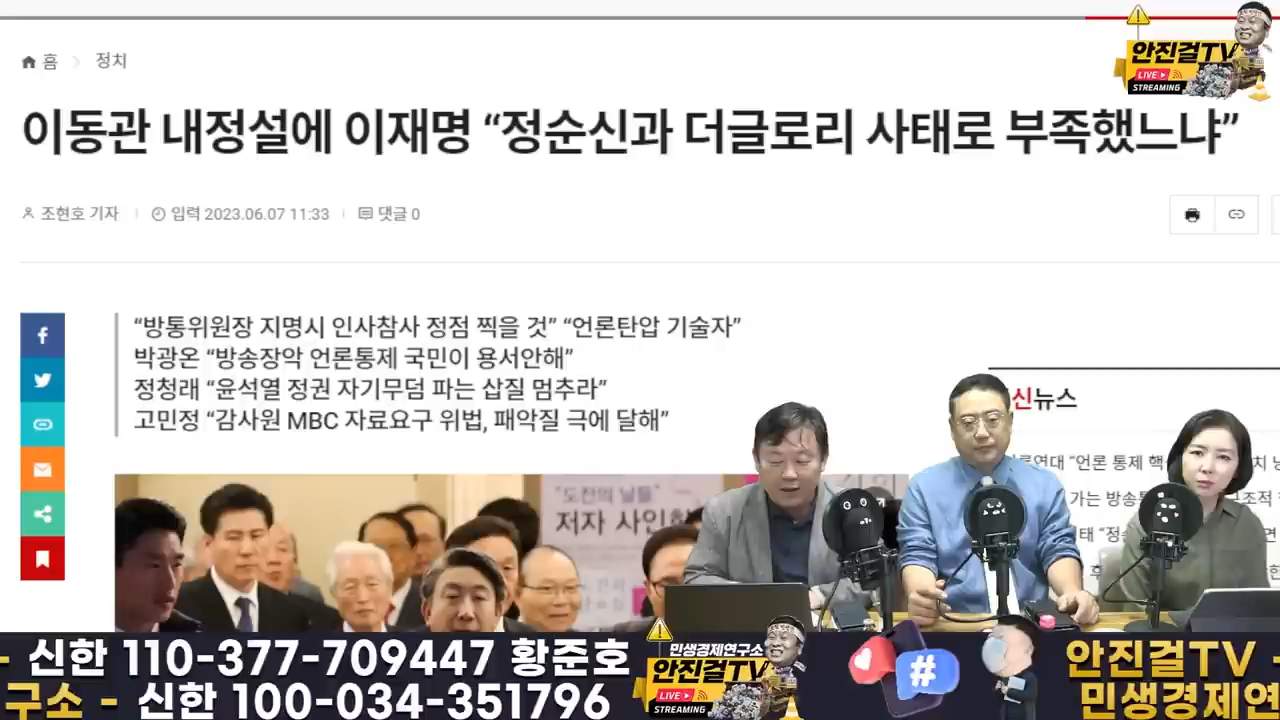 홈 > 정치
안진걸TV
LIVE
STREAMING
이동관 내정설에 이재명 “정순신과 더글로리 사태로 부족했느냐”
조현호 기자 입력 2023.06.07 11:33 댓글 0
“방통위원장 지명시 인사참사 정점 찍을 것” “언론탄압 기술자”
박광온 “방송장악 언론통제 국민이 용서안해”
정청래 “윤석열 정권 자기무덤 파는 삽질 멈추라”
고민정 “감사원 MBC 자료요구 위법, 패악질 극에 달해”
신뉴스
“언론 통제
가는
“도전의 날들”
저자 사인회
- 신한 110-377-709447 황준호
구소 - 신한 100-034-351796
민생경제연구소
안진걸TV
LIVE
STREAMING
#
안진걸TV -
민생경제연